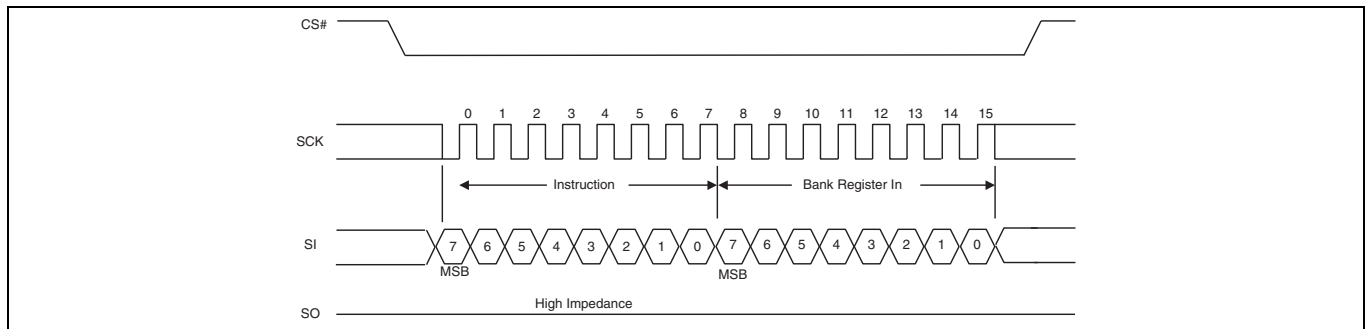 CS#
0 1 2 3 4 5 6 7 8 9 10 11 12 13 14 15
SCK
Instruction Bank Register In
SI 7 6 5 4 3 2 1 0 7 6 5 4 3 2 1 0
MSB MSB
High Impedance
SO